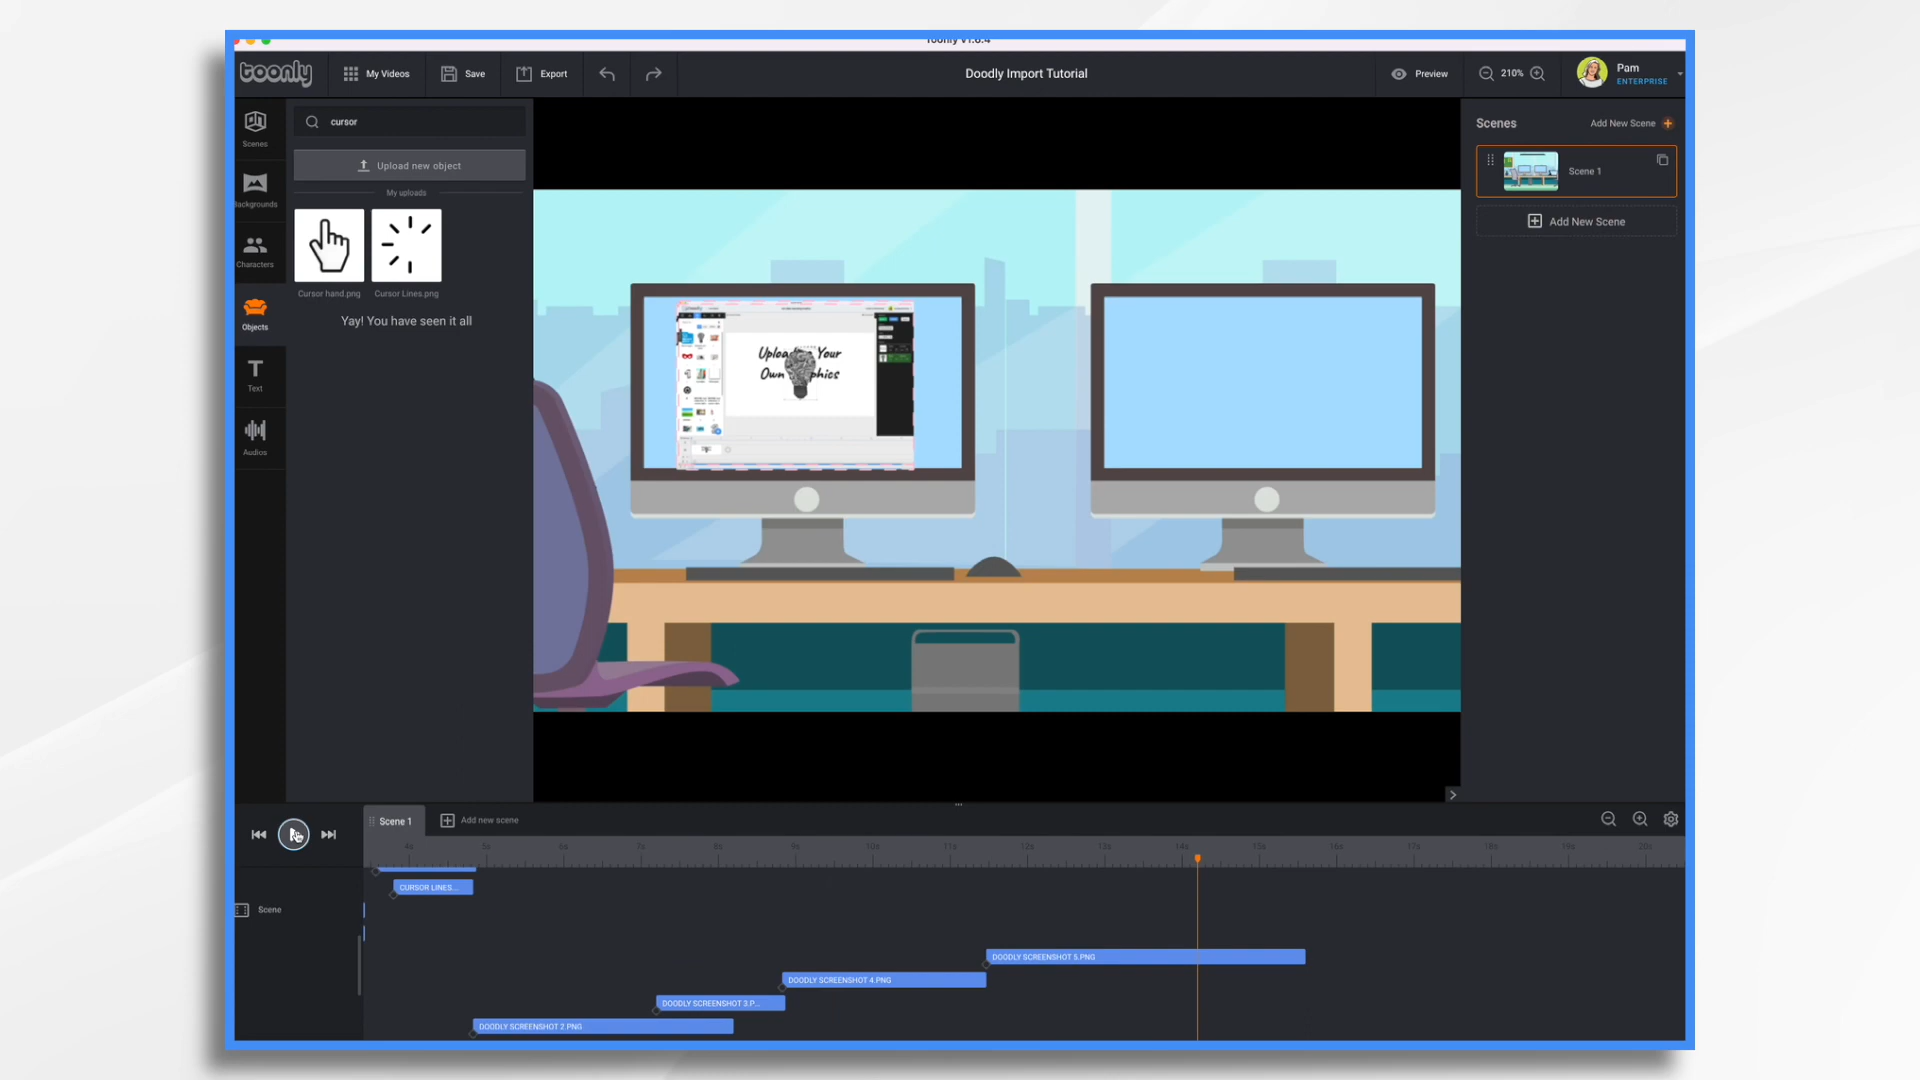 Toonly v1.6.4
toonly
My Videos
Save
Export
Doodly Import Tutorial
Preview
210%
Pam
ENTERPRISE
Scenes
Backgrounds
Characters
Objects
Text
Audios
cursor
Upload new object
My uploads
Cursor hand.png
Cursor Lines.png
Yay! You have seen it all
Your
Own
Scenes
Add New Scene
Scene 1
Add New Scene
Scene 1
Add new scene
4s 5s 6s 7s 8s 9s 10s 11s 12s 13s 14s 15s 16s 17s 18s 19s 20s
CURSOR LINES...
Scene
DOODLY SCREENSHOT 5.PNG
DOODLY SCREENSHOT 4.PNG
DOODLY SCREENSHOT 3.P...
DOODLY SCREENSHOT 2.PNG